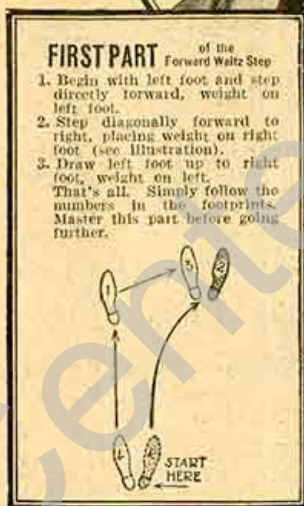 FIRST PART of the
Forward Waltz Step
1. Begin with left foot and step
directly forward, weight on
left foot.
2. Step diagonally forward to
right, placing weight on right
foot (see illustration).
3. Draw left foot up to right
foot, weight on left.
That's all. Simply follow the
numbers in the footprints.
Master this part before going
further.
1
3
2
START
HERE
cente